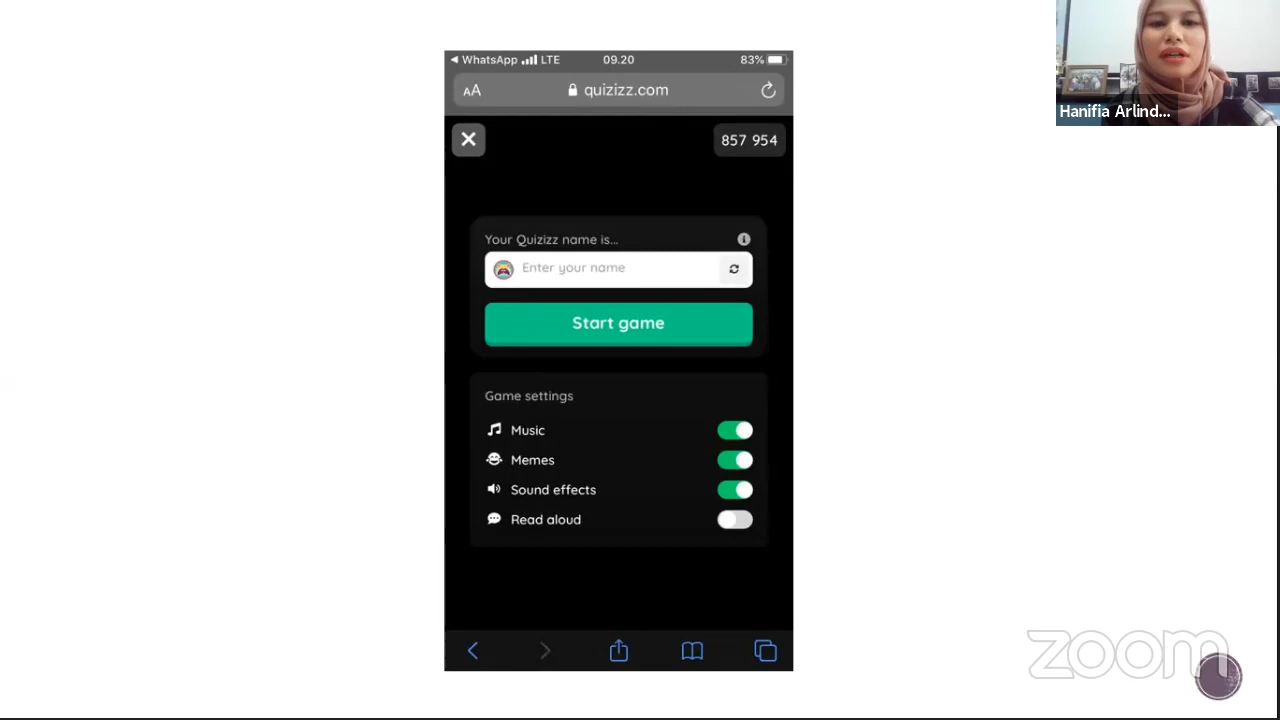 ◀ WhatsApp LTE 09.20 83%
AA quizizz.com
857 954
Your Quizizz name is...
Enter your name
Start game
Game settings
Music
Memes
Sound effects
Read aloud
Hanifia Arlind...
zoom